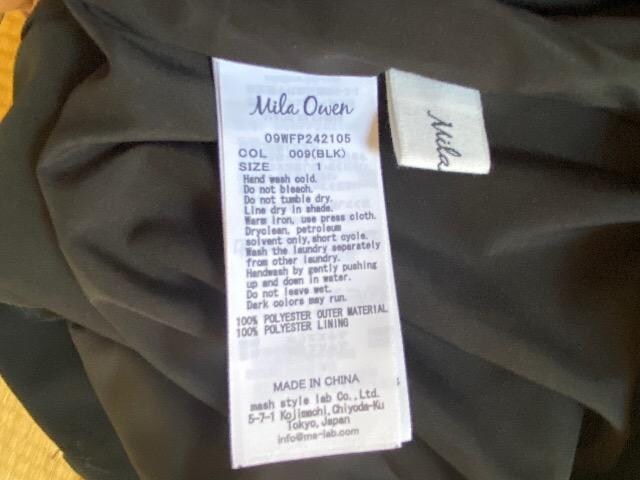 Mila Owen
09WFP242105
COL 009(BLK)
SIZE 1
Hand wash cold.
Do not bleach.
Do not tumble dry.
Line dry in shade.
Warm iron, use press cloth.
Dryclean, petroleum
solvent only, short cycle.
Wash the laundry separately
from other laundry.
Handwash by gently pushing
up and down in water.
Do not leave wet.
Dark colors may run.
100% POLYESTER OUTER MATERIAL
100% POLYESTER LINING
MADE IN CHINA
mash style lab Co.,Ltd.
5-7-1 Kojimachi,Chiyoda-Ku
Tokyo,Japan
info@ms-lab.com
Mila